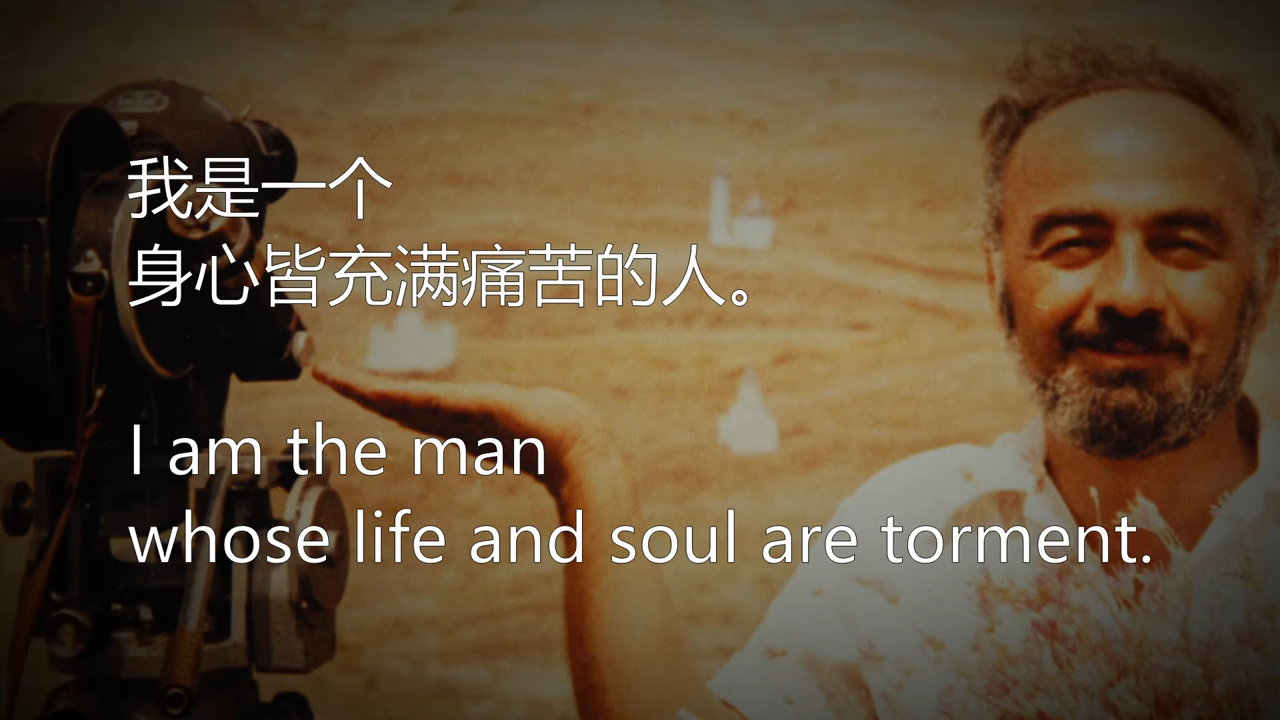 我是一个
身心皆充满痛苦的人。
I am the man
whose life and soul are torment.